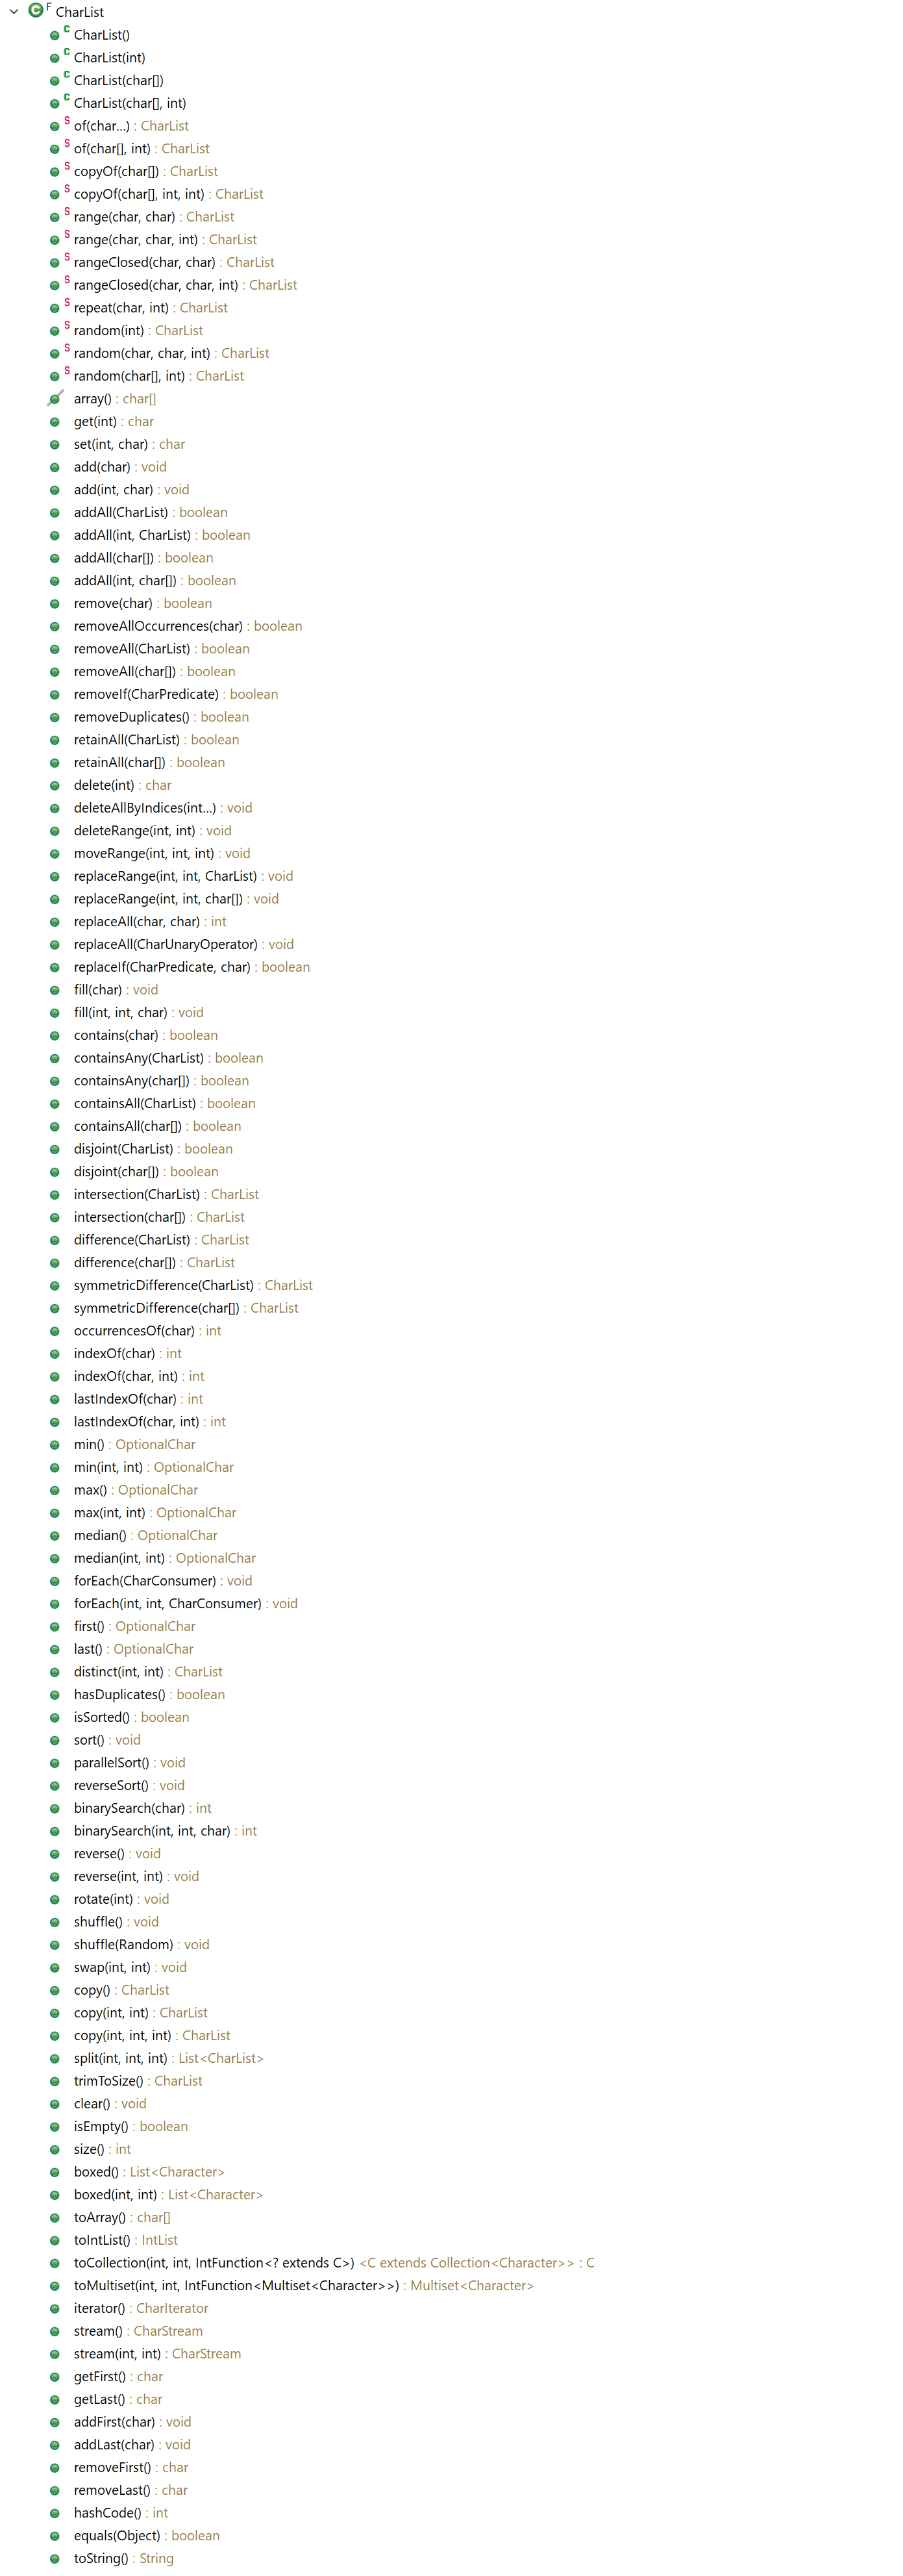 CharList
CharList()
CharList(int)
CharList(char[])
CharList(char[], int)
of(char...) : CharList
of(char[], int) : CharList
copyOf(char[]) : CharList
copyOf(char[], int, int) : CharList
range(char, char) : CharList
range(char, char, int) : CharList
rangeClosed(char, char) : CharList
rangeClosed(char, char, int) : CharList
repeat(char, int) : CharList
random(int) : CharList
random(char, char, int) : CharList
random(char[], int) : CharList
array() : char[]
get(int) : char
set(int, char) : char
add(char) : void
add(int, char) : void
addAll(CharList) : boolean
addAll(int, CharList) : boolean
addAll(char[]) : boolean
addAll(int, char[]) : boolean
remove(char) : boolean
removeAllOccurrences(char) : boolean
removeAll(CharList) : boolean
removeAll(char[]) : boolean
removeIf(CharPredicate) : boolean
removeDuplicates() : boolean
retainAll(CharList) : boolean
retainAll(char[]) : boolean
delete(int) : char
deleteAllByIndices(int...) : void
deleteRange(int, int) : void
moveRange(int, int, int) : void
replaceRange(int, int, CharList) : void
replaceRange(int, int, char[]) : void
replaceAll(char, char) : int
replaceAll(CharUnaryOperator) : void
replaceIf(CharPredicate, char) : boolean
fill(char) : void
fill(int, int, char) : void
contains(char) : boolean
containsAny(CharList) : boolean
containsAny(char[]) : boolean
containsAll(CharList) : boolean
containsAll(char[]) : boolean
disjoint(CharList) : boolean
disjoint(char[]) : boolean
intersection(CharList) : CharList
intersection(char[]) : CharList
difference(CharList) : CharList
difference(char[]) : CharList
symmetricDifference(CharList) : CharList
symmetricDifference(char[]) : CharList
occurrencesOf(char) : int
indexOf(char) : int
indexOf(char, int) : int
lastIndexOf(char) : int
lastIndexOf(char, int) : int
min() : OptionalChar
min(int, int) : OptionalChar
max() : OptionalChar
max(int, int) : OptionalChar
median() : OptionalChar
median(int, int) : OptionalChar
forEach(CharConsumer) : void
forEach(int, int, CharConsumer) : void
first() : OptionalChar
last() : OptionalChar
distinct(int, int) : CharList
hasDuplicates() : boolean
isSorted() : boolean
sort() : void
parallelSort() : void
reverseSort() : void
binarySearch(char) : int
binarySearch(int, int, char) : int
reverse() : void
reverse(int, int) : void
rotate(int) : void
shuffle() : void
shuffle(Random) : void
swap(int, int) : void
copy() : CharList
copy(int, int) : CharList
copy(int, int, int) : CharList
split(int, int, int) : List<CharList>
trimToSize() : CharList
clear() : void
isEmpty() : boolean
size() : int
boxed() : List<Character>
boxed(int, int) : List<Character>
toArray() : char[]
toIntList() : IntList
toCollection(int, int, IntFunction<? extends C>) <C extends Collection<Character>> : C
toMultiset(int, int, IntFunction<Multiset<Character>>) : Multiset<Character>
iterator() : CharIterator
stream() : CharStream
stream(int, int) : CharStream
getFirst() : char
getLast() : char
addFirst(char) : void
addLast(char) : void
removeFirst() : char
removeLast() : char
hashCode() : int
equals(Object) : boolean
toString() : String